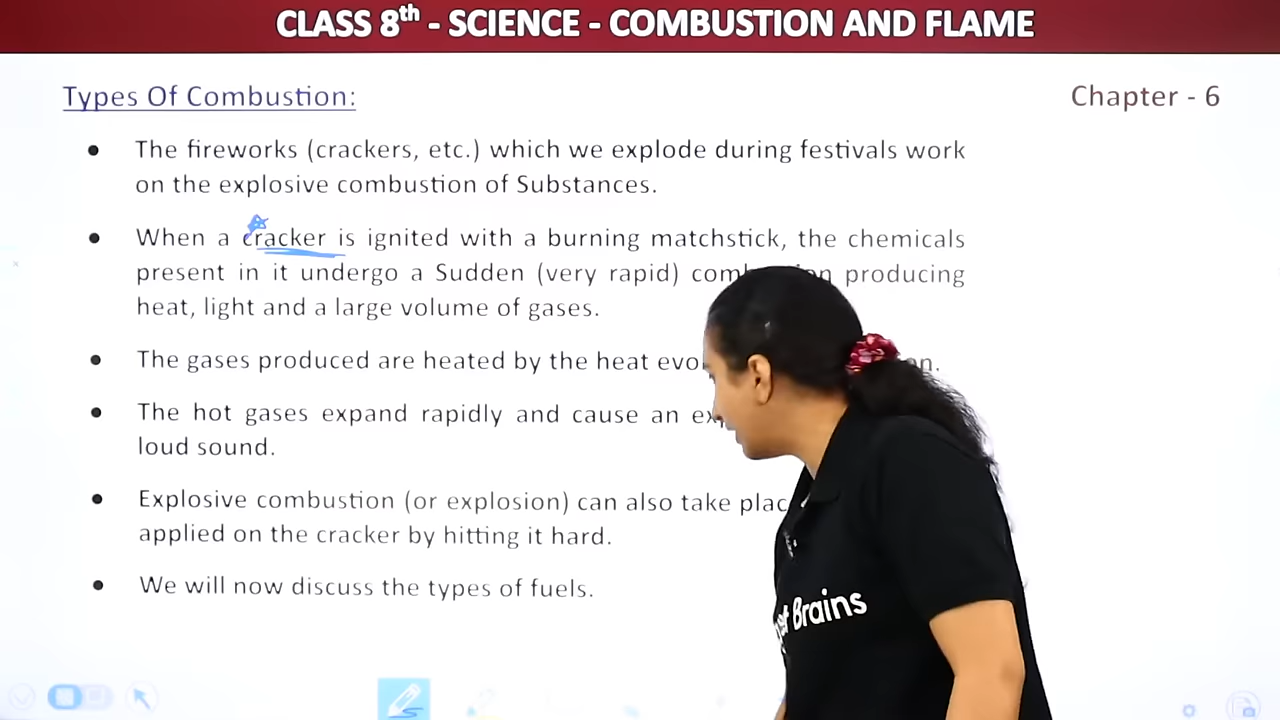 CLASS 8th - SCIENCE - COMBUSTION AND FLAME
Types Of Combustion:
Chapter - 6
• The fireworks (crackers, etc.) which we explode during festivals work
on the explosive combustion of Substances.
• When a cracker is ignited with a burning matchstick, the chemicals
present in it undergo a Sudden (very rapid) producing
heat, light and a large volume of gases.
• The gases produced are heated by the heat
• The hot gases expand rapidly and cause an
loud sound.
• Explosive combustion (or explosion) can also take
applied on the cracker by hitting it hard.
• We will now discuss the types of fuels.
Brains